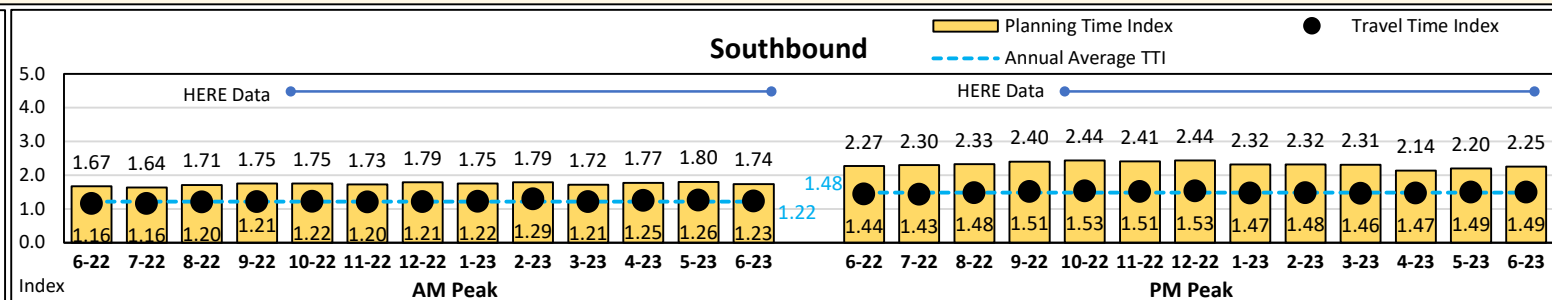 Planning Time Index
Travel Time Index
Southbound
Annual Average TTI
5.0
HERE Data
HERE Data
4.0
3.0
2.27 2.30 2.33 2.40 2.44 2.41 2.44 2.32 2.32 2.31 2.14 2.20 2.25
1.67 1.64 1.71 1.75 1.75 1.73 1.79 1.75 1.79 1.72 1.77 1.80 1.74
2.0
1.48
1.0
1.22
1.16 1.16 1.20 1.21 1.22 1.20 1.21 1.22 1.29 1.21 1.25 1.26 1.23
1.44 1.43 1.48 1.51 1.53 1.51 1.53 1.47 1.48 1.46 1.47 1.49 1.49
0.0
6-22 7-22 8-22 9-22 10-22 11-22 12-22 1-23 2-23 3-23 4-23 5-23 6-23
6-22 7-22 8-22 9-22 10-22 11-22 12-22 1-23 2-23 3-23 4-23 5-23 6-23
Index
AM Peak
PM Peak